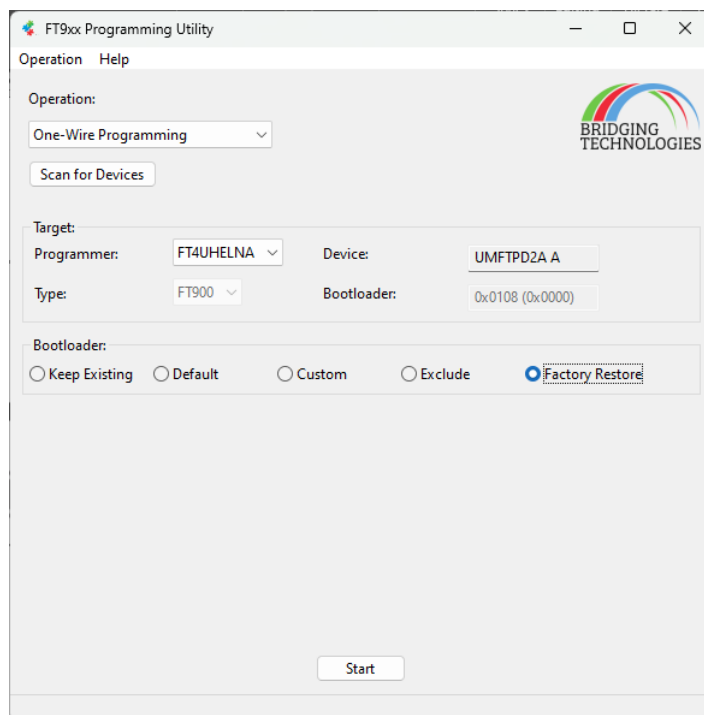 FT9xx Programming Utility
Operation Help
Operation:
BRIDGING
TECHNOLOGIES
One-Wire Programming
Scan for Devices
Target:
Programmer: FT4UHELNA Device: UMFTPD2A A
Type: FT900 Bootloader: 0x0108 (0x0000)
Bootloader:
Keep Existing Default Custom Exclude Factory Restore
Start